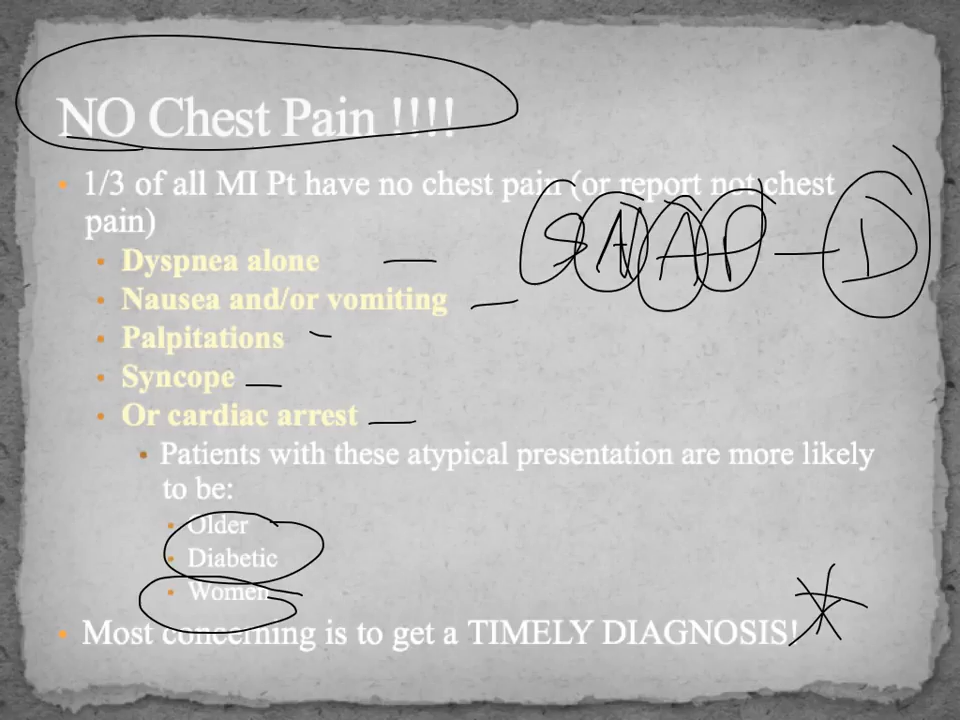 NO Chest Pain !!!!
• 1/3 of all MI Pt have no chest pain (or report not chest
pain)
SNAP – D
• Dyspnea alone
• Nausea and/or vomiting
• Palpitations
• Syncope
• Or cardiac arrest
• Patients with these atypical presentation are more likely
to be:
• Older
• Diabetic
• Women
• Most concerning is to get a TIMELY DIAGNOSIS!